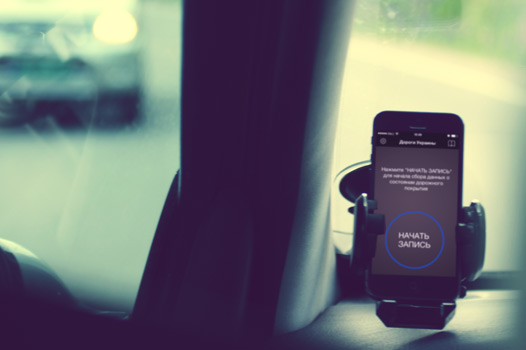 Дороги Украины
Нажмите "НАЧАТЬ ЗАПИСЬ"
для начала сбора данных о
состоянии дорожного
покрытия
НАЧАТЬ
ЗАПИСЬ